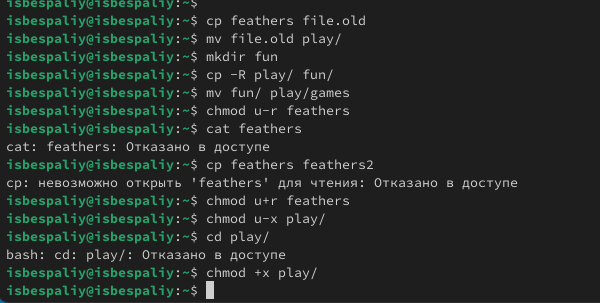 isbespaliy@isbespaliy:~$
isbespaliy@isbespaliy:~$ cp feathers file.old
isbespaliy@isbespaliy:~$ mv file.old play/
isbespaliy@isbespaliy:~$ mkdir fun
isbespaliy@isbespaliy:~$ cp -R play/ fun/
isbespaliy@isbespaliy:~$ mv fun/ play/games
isbespaliy@isbespaliy:~$ chmod u-r feathers
isbespaliy@isbespaliy:~$ cat feathers
cat: feathers: Отказано в доступе
isbespaliy@isbespaliy:~$ cp feathers feathers2
cp: невозможно открыть 'feathers' для чтения: Отказано в доступе
isbespaliy@isbespaliy:~$ chmod u+r feathers
isbespaliy@isbespaliy:~$ chmod u-x play/
isbespaliy@isbespaliy:~$ cd play/
bash: cd: play/: Отказано в доступе
isbespaliy@isbespaliy:~$ chmod +x play/
isbespaliy@isbespaliy:~$